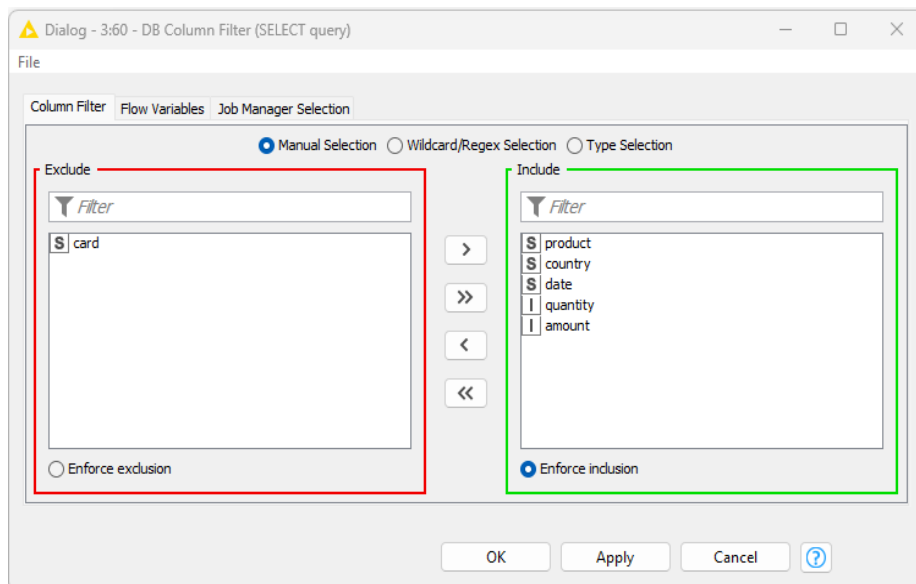 Dialog - 3:60 - DB Column Filter (SELECT query)
File
Column Filter Flow Variables Job Manager Selection
Manual Selection Wildcard/Regex Selection Type Selection
Exclude
Filter
S card
Enforce exclusion
>
>>
<
<<
Include
Filter
S product
S country
S date
I quantity
I amount
Enforce inclusion
OK Apply Cancel ?